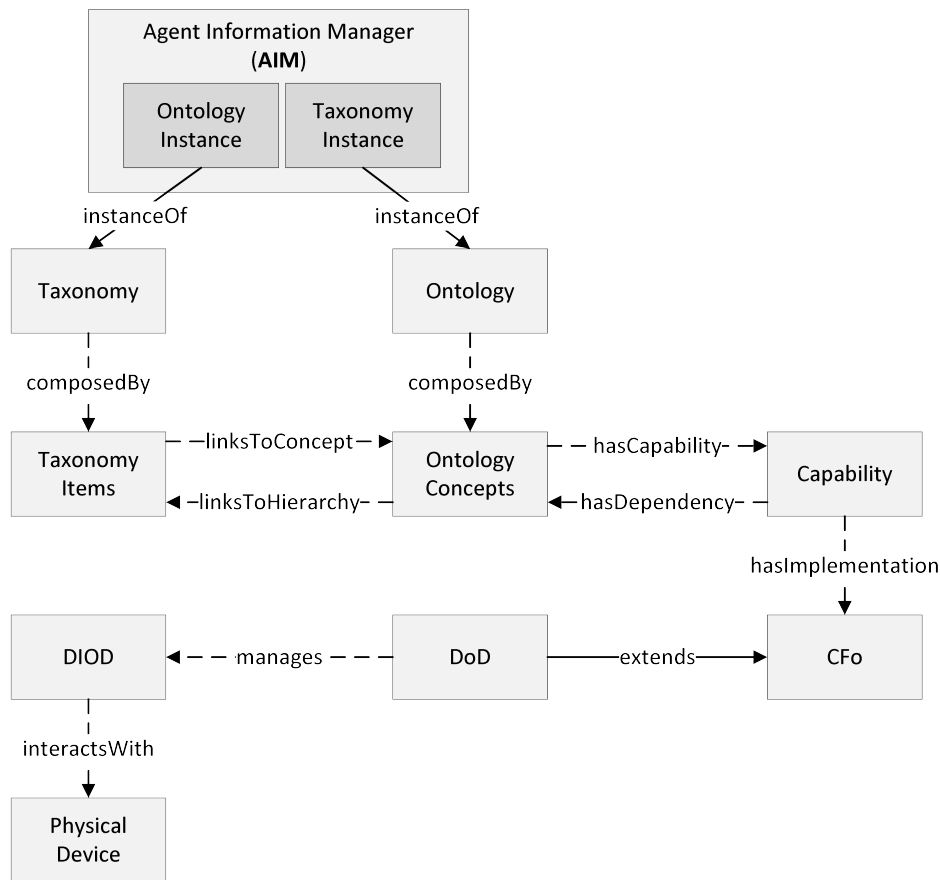 Agent Information Manager
(AIM)
Ontology
Instance
Taxonomy
Instance
instanceOf
instanceOf
Taxonomy
Ontology
composedBy
composedBy
Taxonomy
Items
linksToConcept
linksToHierarchy
Ontology
Concepts
hasCapability
hasDependency
Capability
hasImplementation
DIOD
manages
DoD
extends
CFo
interactsWith
Physical
Device